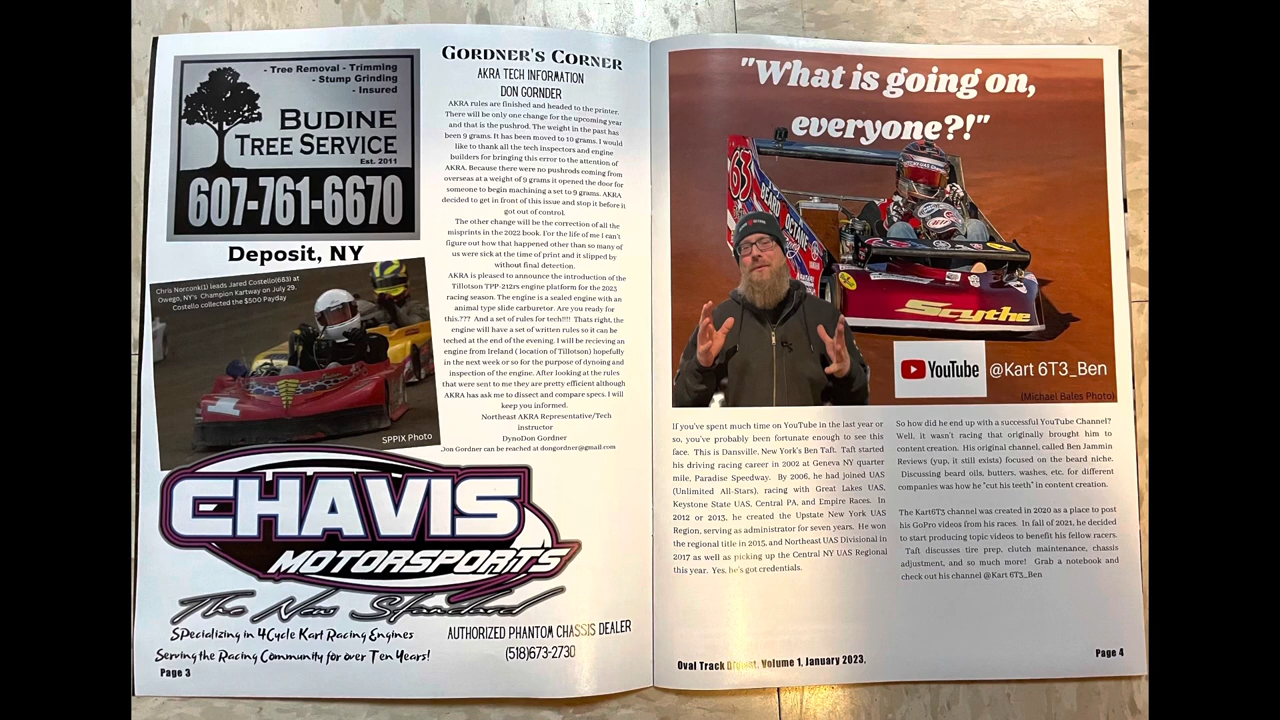 - Tree Removal - Trimming
- Stump Grinding
- Insured
BUDINE
TREE SERVICE
Est. 2011
607-761-6670
Deposit, NY
Chris Norconk(1) leads Jared Costello(6S3) at
Owego, NY's Champion Kartway on July 29.
Costello collected the $500 Payday
SPPIX Photo
CHAVIS
MOTORSPORTS
The New Standard
SPecializing in 4Cycle Kart Racing Engines
Serving the Racing Community for over Ten Years!
AUTHORIZED PHANTOM CHASSIS DEALER
(518)673-2730
Page 3
GORDNER'S CORNER
AKRA TECH INFORMATION
DON GORNDER
AKRA rules are finished and headed to the printer.
There will be only one change for the upcoming year
and that is the pushrod. The weight in the past has
been 9 grams. It has been moved to 10 grams. I would
like to thank all the tech inspectors and engine
builders for bringing this error to the attention of
AKRA. Because there were no pushrods coming from
overseas at a weight of 9 grams it opened the door for
someone to begin machining a set to 9 grams. AKRA
decided to get in front of this issue and stop it before it
got out of control.
The other change will be the correction of all the
misprints in the 2022 book. For the life of me I can't
figure out how that happened other than so many of
us were sick at the time of print and it slipped by
without final detection.
AKRA is pleased to announce the introduction of the
Tillotson TPP-212rs engine platform for the 2023
racing season. The engine is a sealed engine with an
animal type slide carburetor. Are you ready for
this.??? And a set of rules for tech!!!! Thats right, the
engine will have a set of written rules so it can be
teched at the end of the evening. I will be recieving an
engine from Ireland ( location of Tillotson) hopefully
in the next week or so for the purpose of dynoing and
inspection of the engine. After looking at the rules
that were sent to me they are pretty efficient although
AKRA has ask me to dissect and compare specs. I will
keep you informed.
Northeast AKRA Representative/Tech
instructor
DynoDon Gordner
Don Gordner can be reached at dongordner@gmail.com
"What is going on,
everyone?!"
63
BEARD OCTANE
Scythe
YouTube
@Kart 6T3_Ben
(Michael Bales Photo)
If you've spent much time on YouTube in the last year or
so, you've probably been fortunate enough to see this
face. This is Dansville, New York's Ben Taft. Taft started
his driving racing career in 2002 at Geneva NY quarter
mile, Paradise Speedway. By 2006, he had joined UAS
(Unlimited All-Stars), racing with Great Lakes UAS,
Keystone State UAS, Central PA, and Empire Races. In
2012 or 2013, he created the Upstate New York UAS
Region, serving as administrator for seven years. He won
the regional title in 2015, and Northeast UAS Divisional in
2017 as well as picking up the Central NY UAS Regional
this year. Yes, he's got credentials.
So how did he end up with a successful YouTube Channel?
Well, it wasn't racing that originally brought him to
content creation. His original channel, called Ben Jammin
Reviews (yup, it still exists) focused on the beard niche.
Discussing beard oils, butters, washes, etc. for different
companies was how he "cut his teeth" in content creation.
The Kart6T3 channel was created in 2020 as a place to post
his GoPro videos from his races. In fall of 2021, he decided
to start producing topic videos to benefit his fellow racers.
Taft discusses tire prep, clutch maintenance, chassis
adjustment, and so much more! Grab a notebook and
check out his channel @Kart 6T3_Ben
Oval Track Digest, Volume 1, January 2023,
Page 4